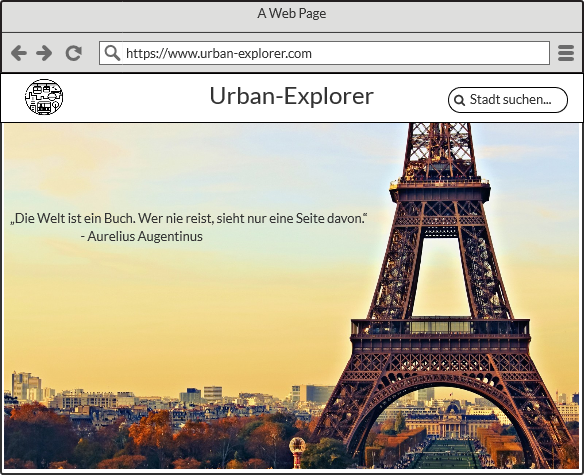 A Web Page
https://www.urban-explorer.com
Urban-Explorer
Stadt suchen...
„Die Welt ist ein Buch. Wer nie reist, sieht nur eine Seite davon.“
- Aurelius Augentinus